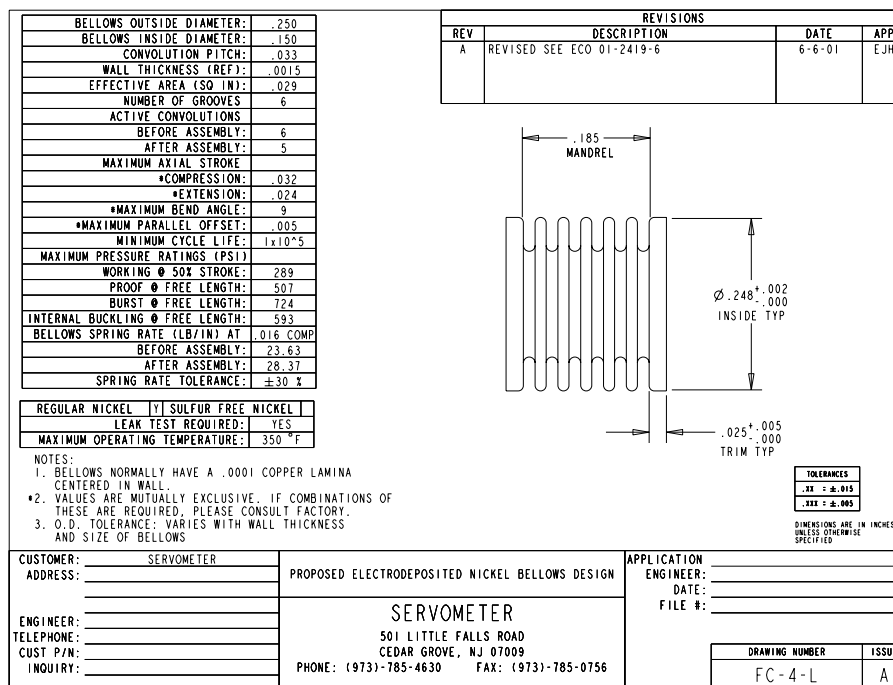 BELLOWS OUTSIDE DIAMETER: .250
BELLOWS INSIDE DIAMETER: .150
CONVOLUTION PITCH: .033
WALL THICKNESS (REF): .0015
EFFECTIVE AREA (SQ IN): .029
NUMBER OF GROOVES 6
ACTIVE CONVOLUTIONS
BEFORE ASSEMBLY: 6
AFTER ASSEMBLY: 5
MAXIMUM AXIAL STROKE
*COMPRESSION: .032
*EXTENSION: .024
*MAXIMUM BEND ANGLE: 9
*MAXIMUM PARALLEL OFFSET: .005
MINIMUM CYCLE LIFE: 1x10^5
MAXIMUM PRESSURE RATINGS (PSI)
WORKING @ 50% STROKE: 289
PROOF @ FREE LENGTH: 507
BURST @ FREE LENGTH: 724
INTERNAL BUCKLING @ FREE LENGTH: 593
BELLOWS SPRING RATE (LB/IN) AT .016 COMP
BEFORE ASSEMBLY: 23.63
AFTER ASSEMBLY: 28.37
SPRING RATE TOLERANCE: ±30 %
REGULAR NICKEL Y SULFUR FREE NICKEL
LEAK TEST REQUIRED: YES
MAXIMUM OPERATING TEMPERATURE: 350 °F
NOTES:
1. BELLOWS NORMALLY HAVE A .0001 COPPER LAMINA
CENTERED IN WALL.
*2. VALUES ARE MUTUALLY EXCLUSIVE. IF COMBINATIONS OF
THESE ARE REQUIRED, PLEASE CONSULT FACTORY.
3. O.D. TOLERANCE: VARIES WITH WALL THICKNESS
AND SIZE OF BELLOWS
REVISIONS
REV DESCRIPTION DATE APP
A REVISED SEE ECO 01-2419-6 6-6-01 EJH
.185
MANDREL
Ø.248 +.002 -.000
INSIDE TYP
.025 +.005 -.000
TRIM TYP
TOLERANCES
.XX = ±.015
.XXX = ±.005
DIMENSIONS ARE IN INCHES
UNLESS OTHERWISE
SPECIFIED
CUSTOMER: SERVOMETER
ADDRESS:
ENGINEER:
TELEPHONE:
CUST P/N:
INQUIRY:
PROPOSED ELECTRODEPOSITED NICKEL BELLOWS DESIGN
SERVOMETER
501 LITTLE FALLS ROAD
CEDAR GROVE, NJ 07009
PHONE: (973)-785-4630 FAX: (973)-785-0756
APPLICATION
ENGINEER:
DATE:
FILE #:
DRAWING NUMBER ISSU
FC-4-L A